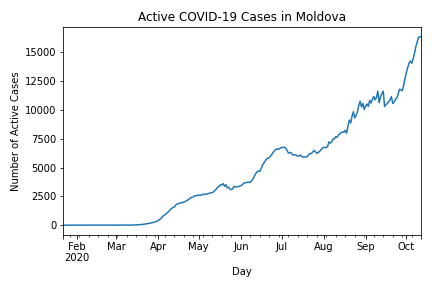 Active COVID-19 Cases in Moldova
Number of Active Cases
15000
12500
10000
7500
5000
2500
0
Feb Mar Apr May Jun Jul Aug Sep Oct
2020
Day